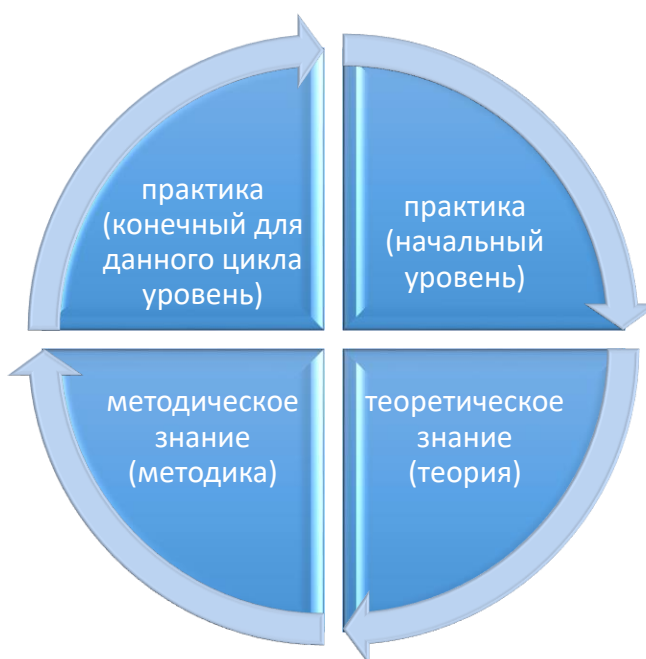 практика
(конечный для
данного цикла
уровень)
практика
(начальный
уровень)
методическое
знание
(методика)
теоретическое
знание
(теория)